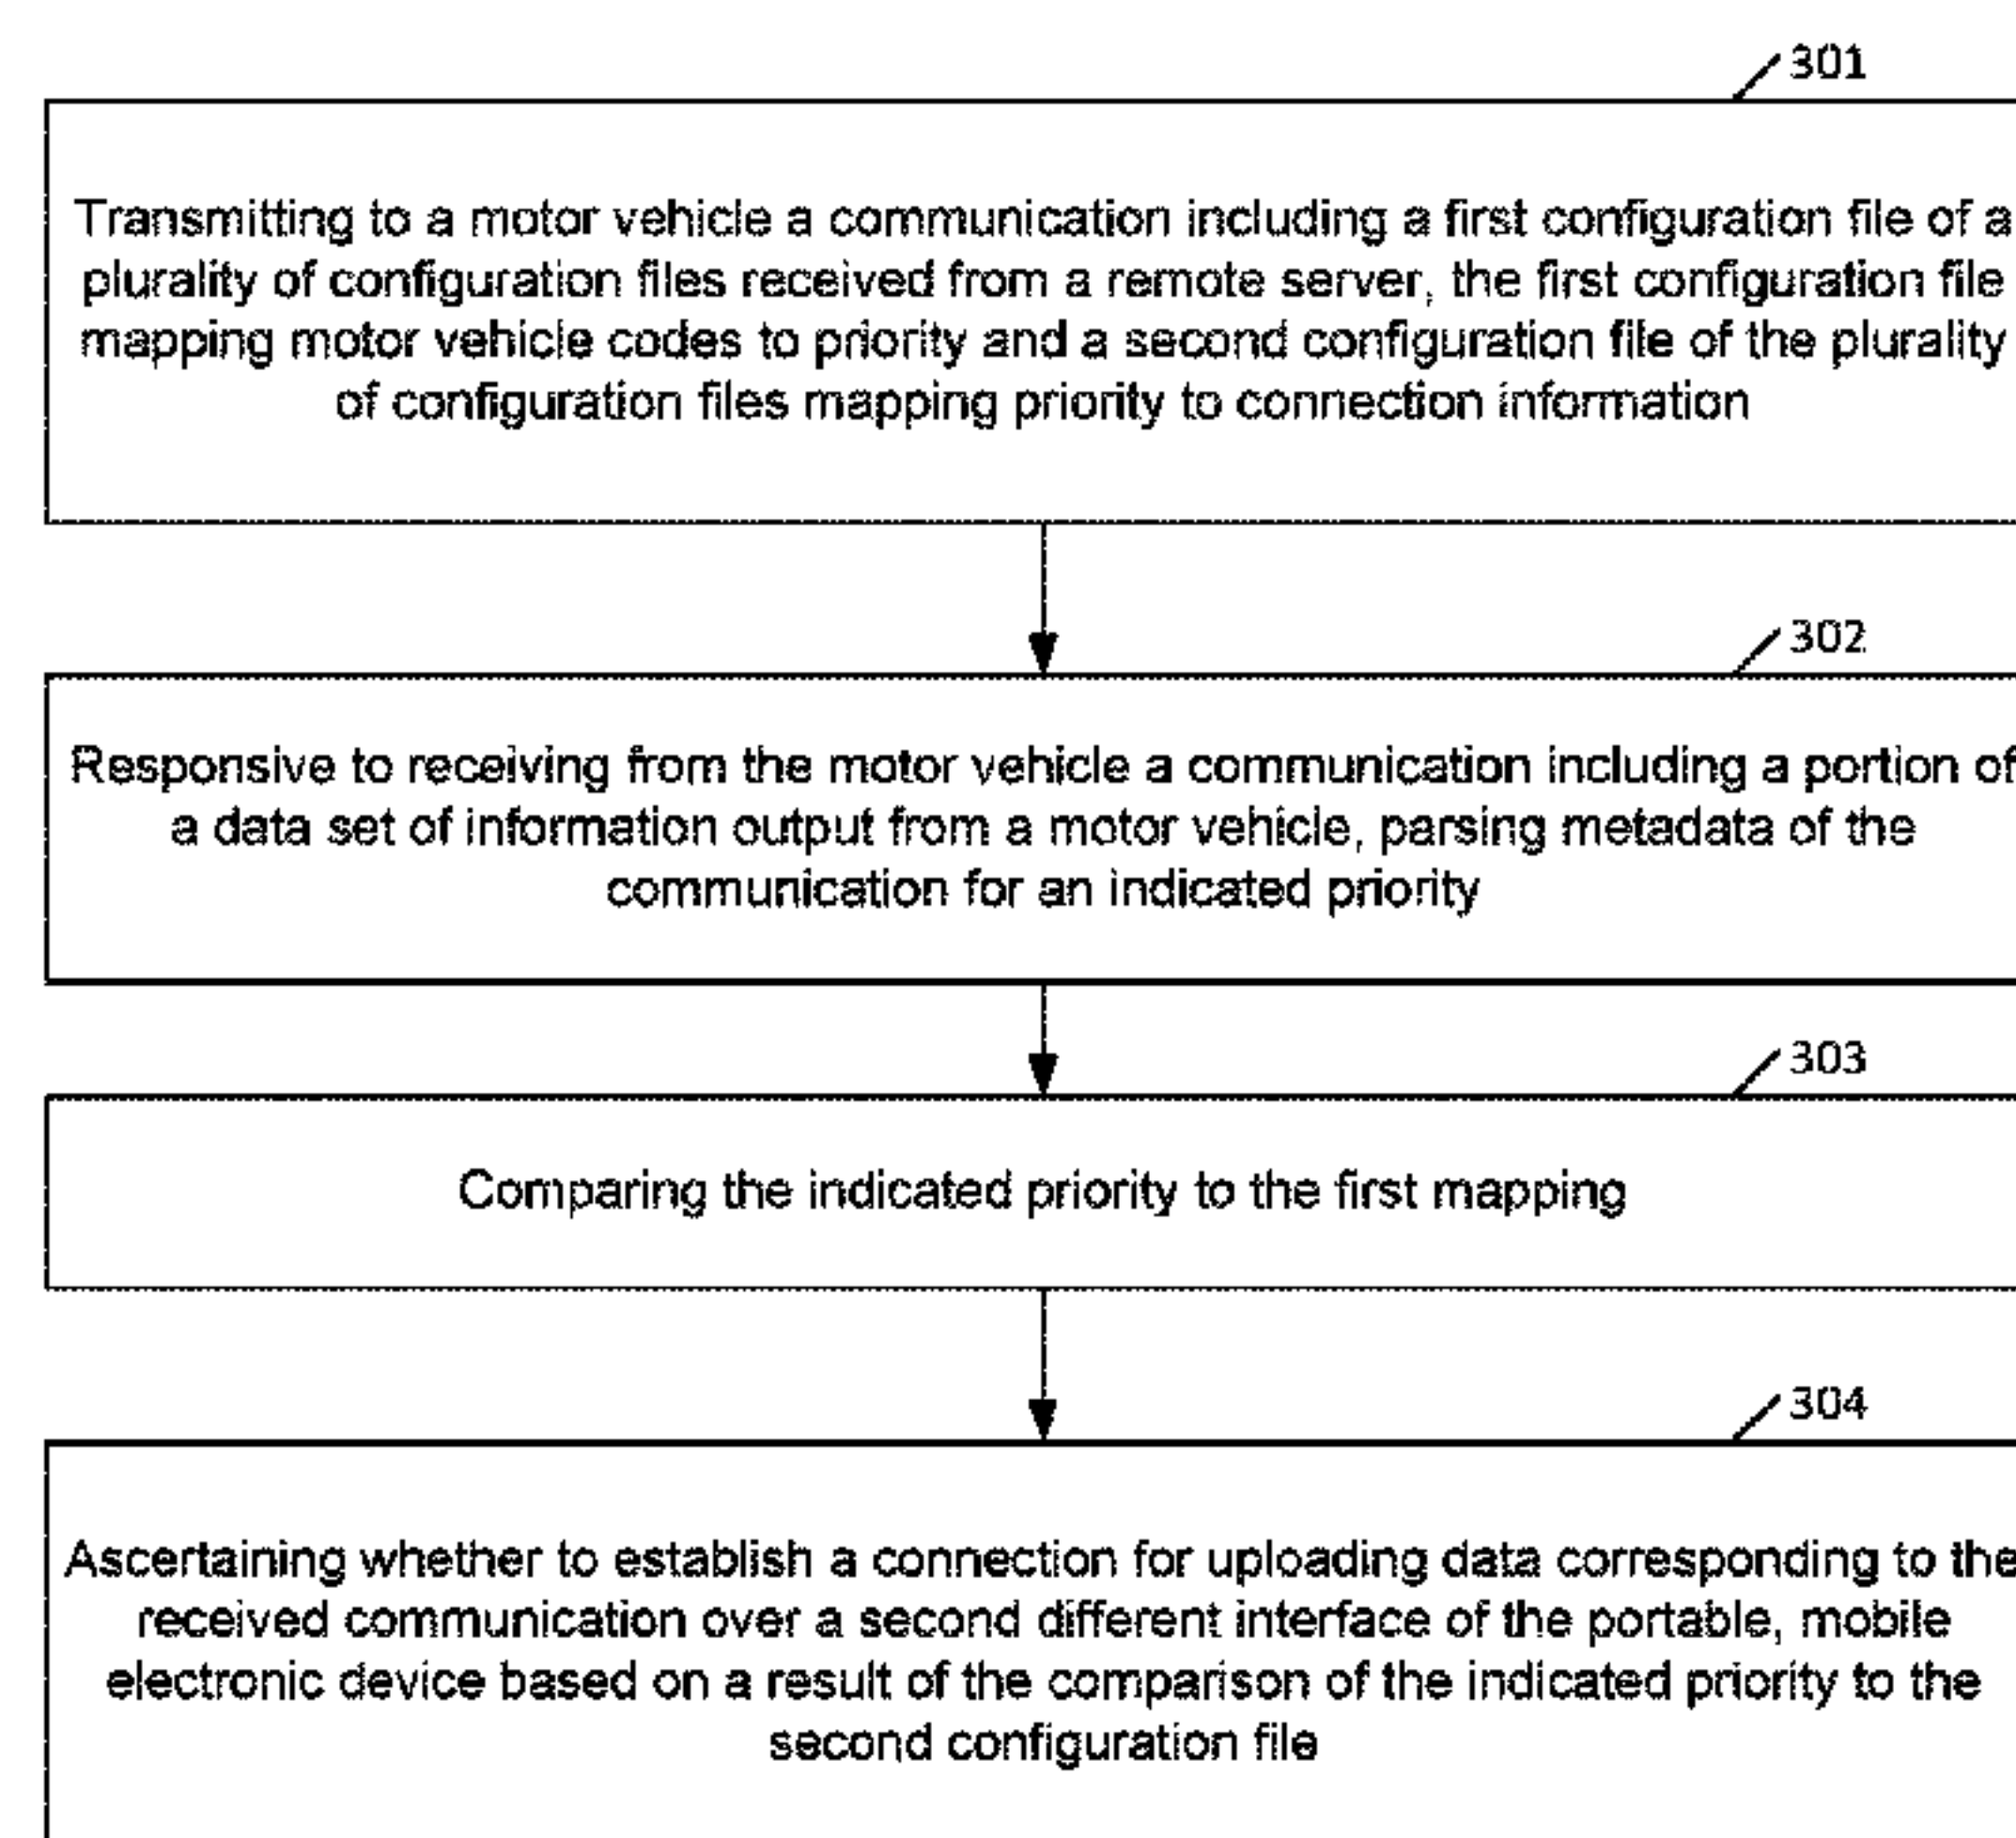 301
Transmitting to a motor vehicle a communication including a first configuration file of a
plurality of configuration files received from a remote server, the first configuration file
mapping motor vehicle codes to priority and a second configuration file of the plurality
of configuration files mapping priority to connection information
302
Responsive to receiving from the motor vehicle a communication including a portion of
a data set of information output from a motor vehicle, parsing metadata of the
communication for an indicated priority
303
Comparing the indicated priority to the first mapping
304
Ascertaining whether to establish a connection for uploading data corresponding to the
received communication over a second different interface of the portable, mobile
electronic device based on a result of the comparison of the indicated priority to the
second configuration file